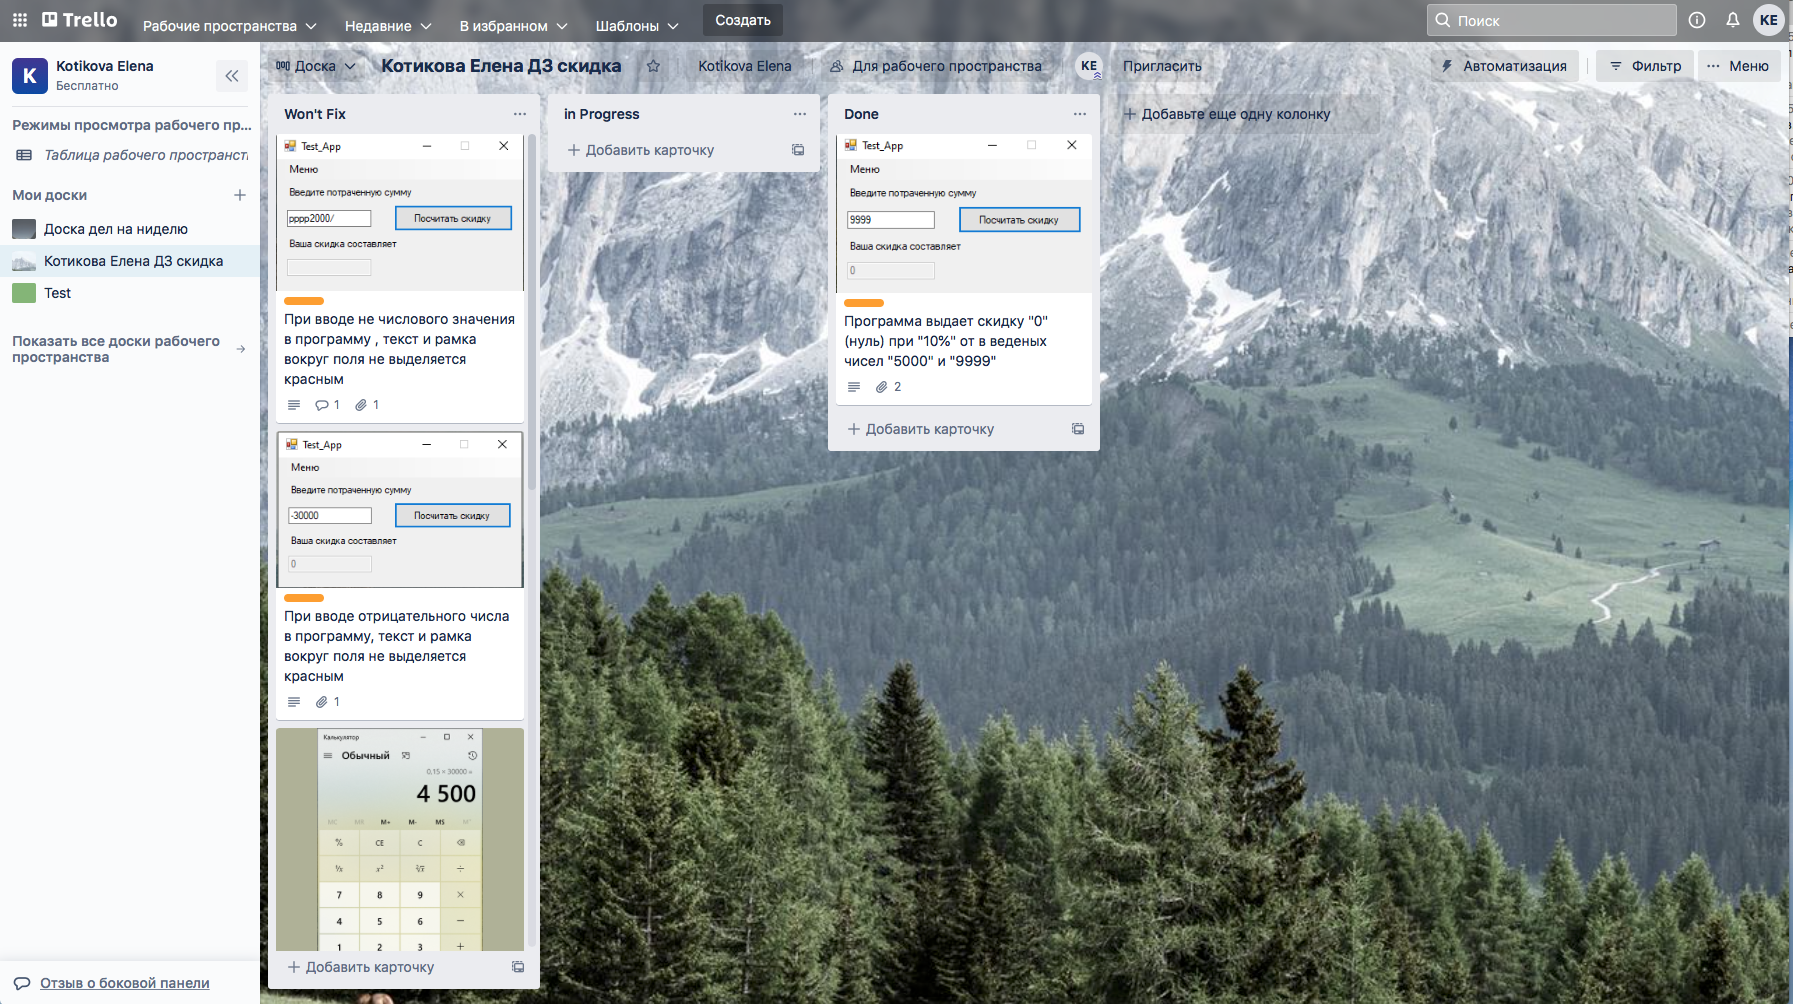 Trello
Рабочие пространства
Недавние
В избранном
Шаблоны
Создать
Поиск
KE
K
Kotikova Elena
Бесплатно
Режимы просмотра рабочего пр...
Таблица рабочего пространст
Мои доски
Доска дел на ниделю
Котикова Елена ДЗ скидка
Test
Показать все доски рабочего
пространства
Отзыв о боковой панели
Доска
Котикова Елена ДЗ скидка
Kotikova Elena
Для рабочего пространства
KE
Пригласить
Автоматизация
Фильтр
Меню
Won't Fix
Test_App
Меню
Введите потраченную сумму
pppp2000/
Посчитать скидку
Ваша скидка составляет
При вводе не числового значения
в программу , текст и рамка
вокруг поля не выделяется
красным
1
1
Test_App
Меню
Введите потраченную сумму
-30000
Посчитать скидку
Ваша скидка составляет
0
При вводе отрицательного числа
в программу, текст и рамка
вокруг поля не выделяется
красным
1
Калькулятор
Обычный
0,15 × 30000 =
4 500
MC MR M+ M- MS M˅
% CE C
¹/x x² ²√x ÷
7 8 9 ×
4 5 6 −
1 2 3 +
Добавить карточку
in Progress
Добавить карточку
Done
Test_App
Меню
Введите потраченную сумму
9999
Посчитать скидку
Ваша скидка составляет
0
Программа выдает скидку "0"
(нуль) при "10%" от в веденых
чисел "5000" и "9999"
2
Добавить карточку
Добавьте еще одну колонку